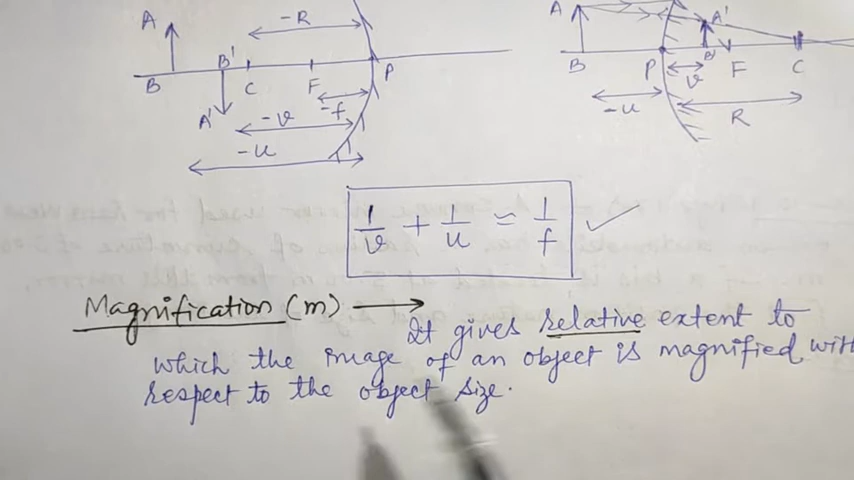 A
-R
B
B'
C
F
P
A'
-f
-v
-u
A
A'
B
P
B'
F
C
v
-u
R
1/v + 1/u = 1/f ✓
Magnification (m) →
It gives relative extent to
which the image of an object is magnified with
respect to the object size.